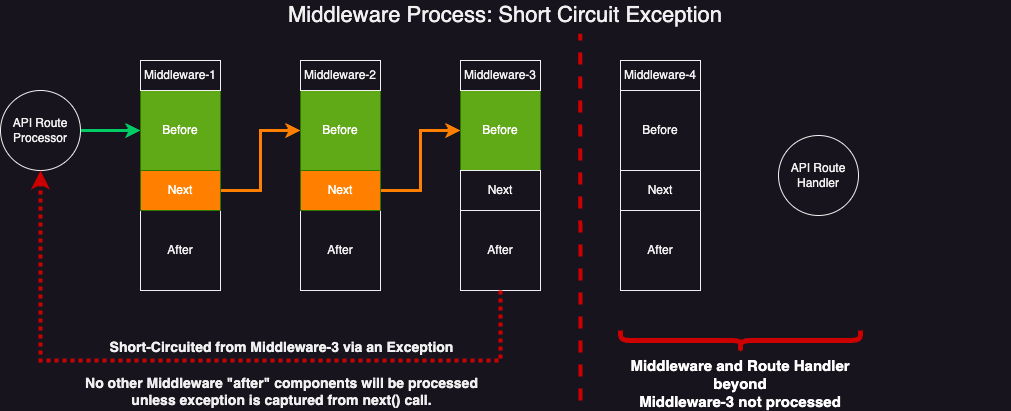 Middleware Process: Short Circuit Exception
Middleware-1
Middleware-2
Middleware-3
Middleware-4
API Route
Processor
Before
Before
Before
Before
API Route
Handler
Next
Next
Next
Next
After
After
After
After
Short-Circuited from Middleware-3 via an Exception
No other Middleware "after" components will be processed
unless exception is captured from next() call.
Middleware and Route Handler
beyond
Middleware-3 not processed